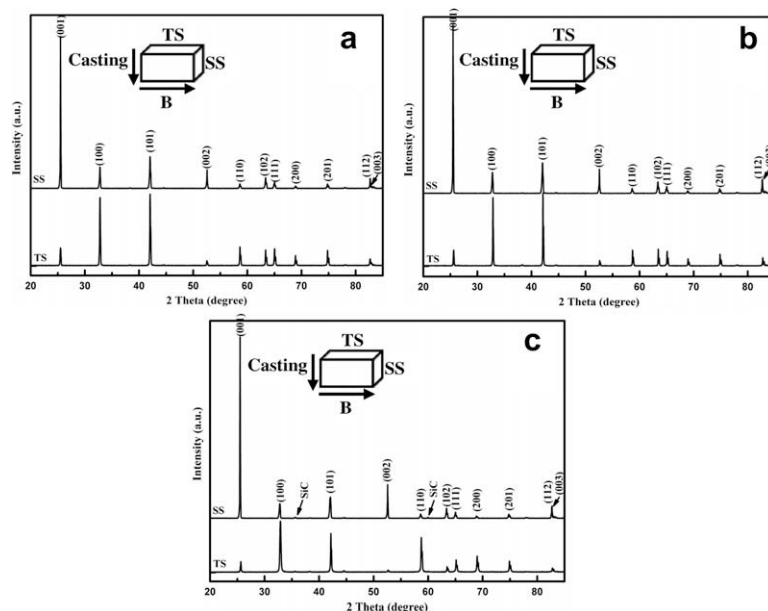 a
TS
Casting
SS
B
(001)
(100)
(101)
(002)
(110)
(102)
(111)
(200)
(201)
(112)
(003)
SS
TS
Intensity (a.u.)
20 30 40 50 60 70 80
2 Theta (degree)
b
TS
Casting
SS
B
(001)
(100)
(101)
(002)
(110)
(102)
(111)
(200)
(201)
(112)
SS
TS
Intensity (a.u.)
20 30 40 50 60 70 80
2 Theta (degree)
c
TS
Casting
SS
B
(001)
(100)
SiC
(101)
(002)
(110)
SiC
(102)
(111)
(200)
(201)
(112)
(003)
SS
TS
Intensity (a.u.)
20 30 40 50 60 70 80
2 Theta (degree)